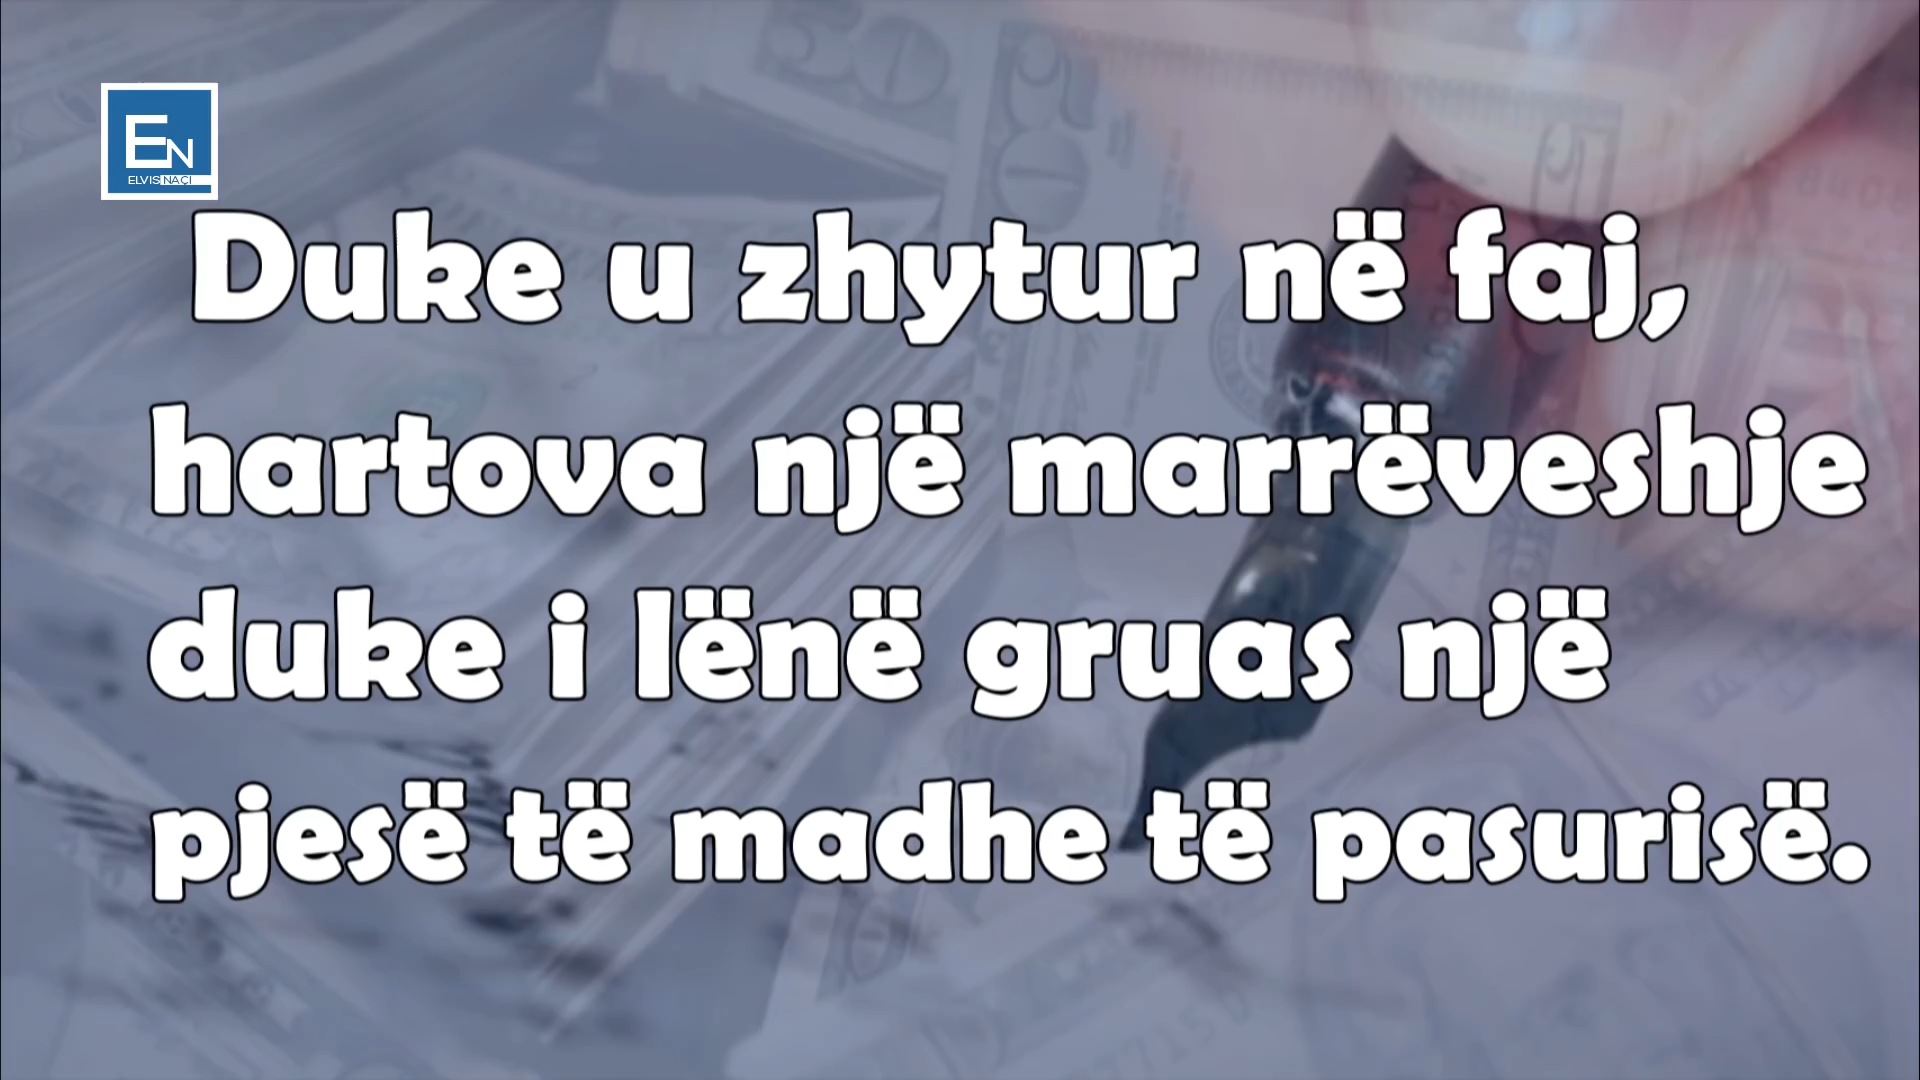 EN
ELVIS NAÇI
Duke u zhytur në faj,
hartova një marrëveshje
duke i lënë gruas një
pjesë të madhe të pasurisë.